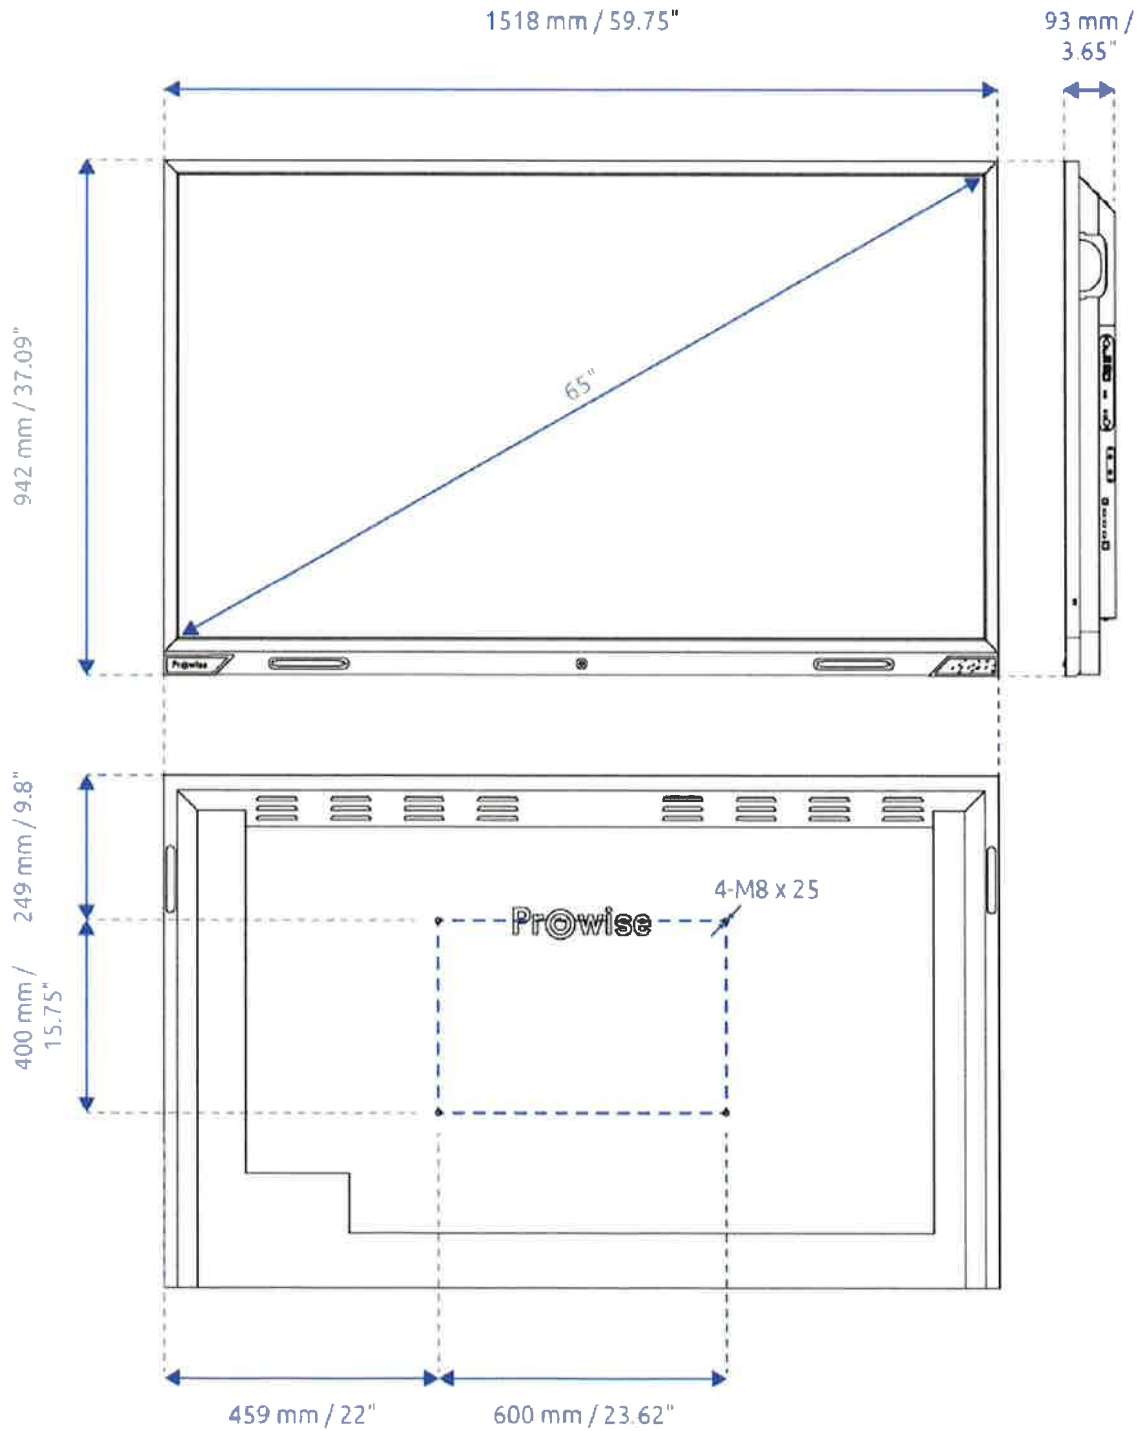 1518 mm / 59.75"
93 mm /
3.65"
942 mm / 37.09"
65"
Prowise
249 mm / 9.8"
4-M8 x 25
Prowise
400 mm /
15.75"
459 mm / 22"
600 mm / 23.62"